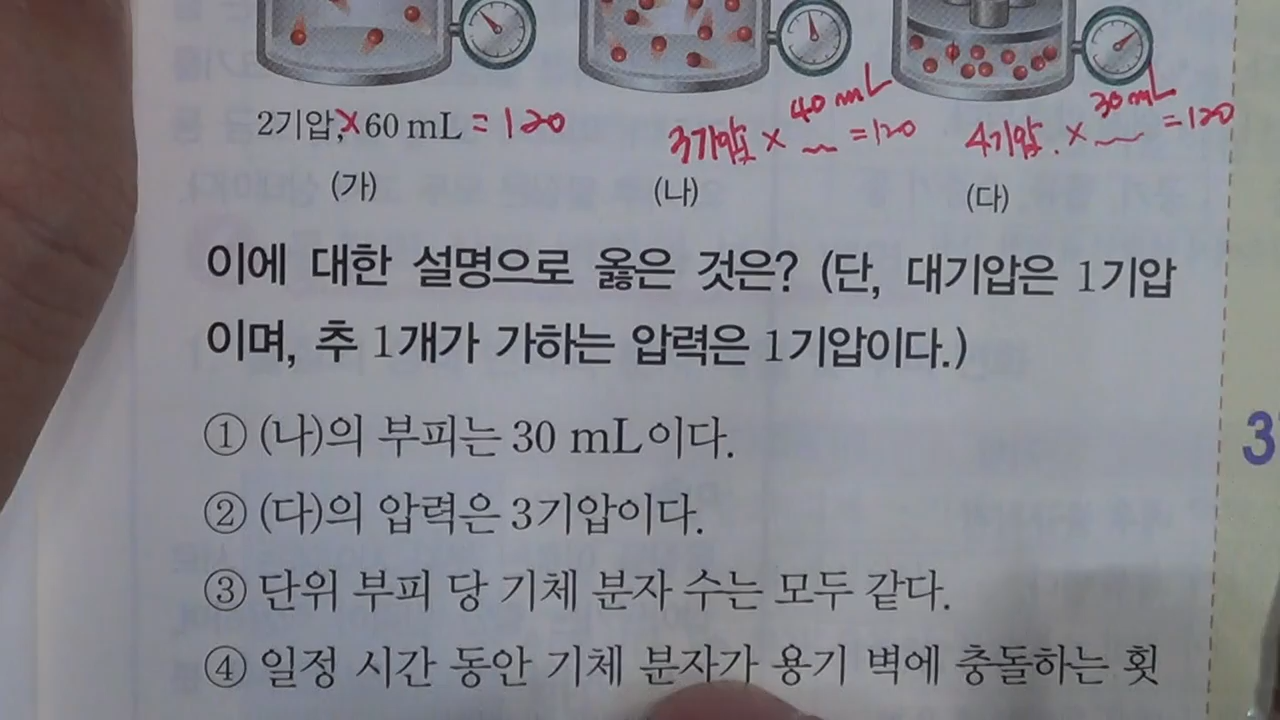 2기압,×60 mL = 120
40 mL
3기압 × = 120
30 mL
4기압. × = 120
(가)
(나)
(다)
이에 대한 설명으로 옳은 것은? (단, 대기압은 1기압
이며, 추 1개가 가하는 압력은 1기압이다.)
① (나)의 부피는 30 mL이다.
② (다)의 압력은 3기압이다.
③ 단위 부피 당 기체 분자 수는 모두 같다.
④ 일정 시간 동안 기체 분자가 용기 벽에 충돌하는 횟
3